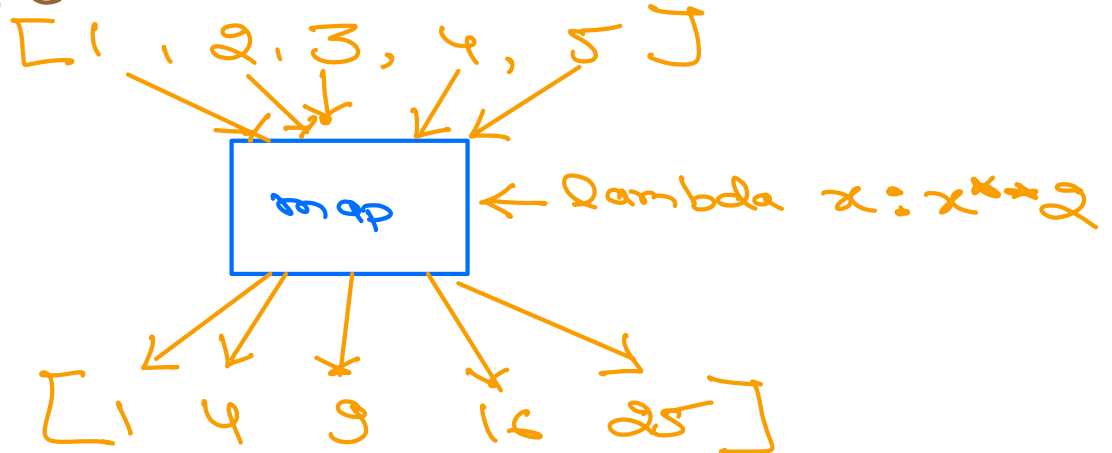 [1, 2, 3, 4, 5]
map
lambda x: x**2
[1 4 9 16 25]